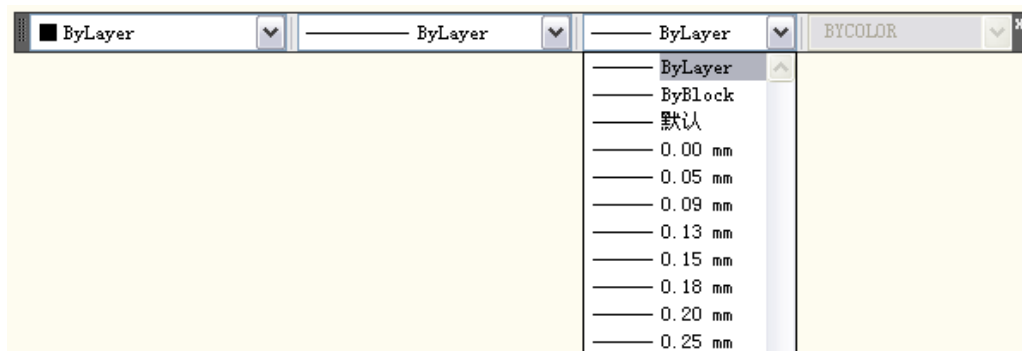 ByLayer ByLayer ByLayer BYCOLOR
ByLayer
ByBlock
默认
0.00 mm
0.05 mm
0.09 mm
0.13 mm
0.15 mm
0.18 mm
0.20 mm
0.25 mm